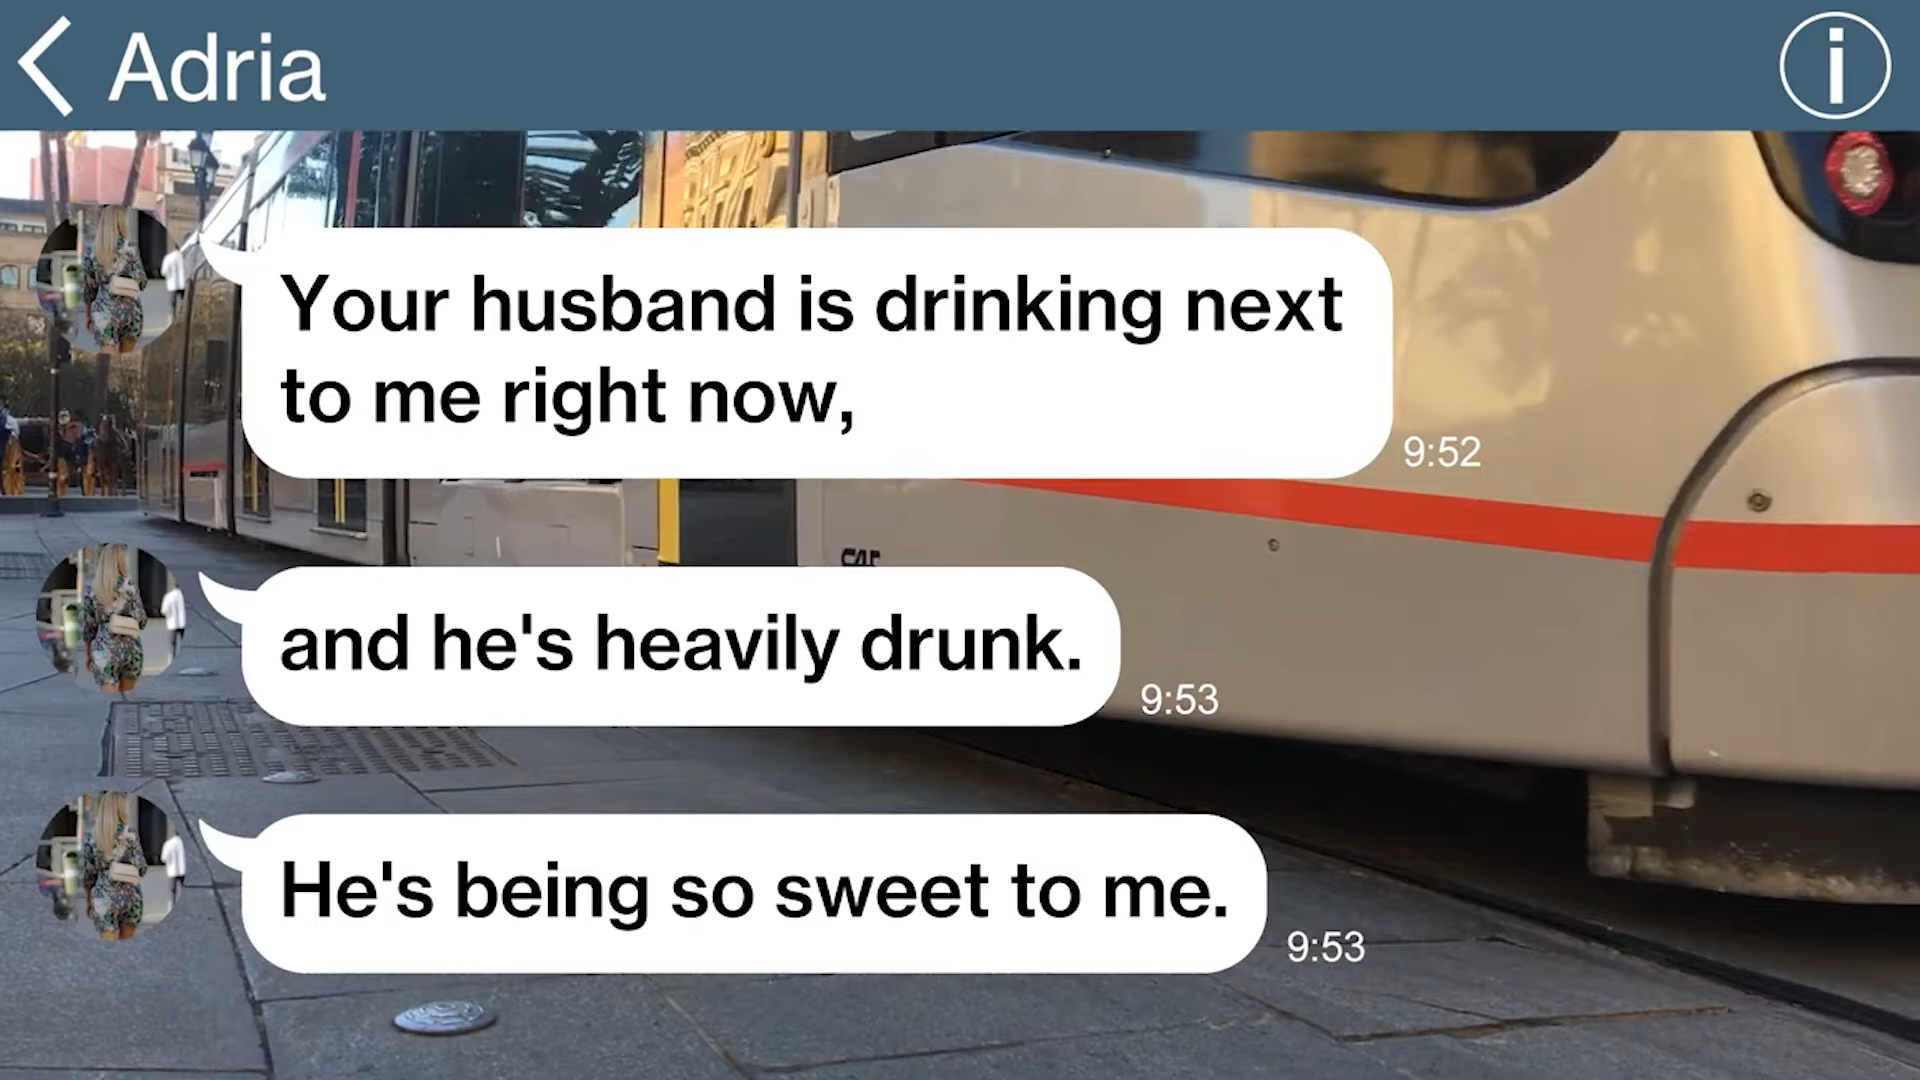 Adria
Your husband is drinking next
to me right now,
9:52
and he's heavily drunk.
9:53
He's being so sweet to me.
9:53